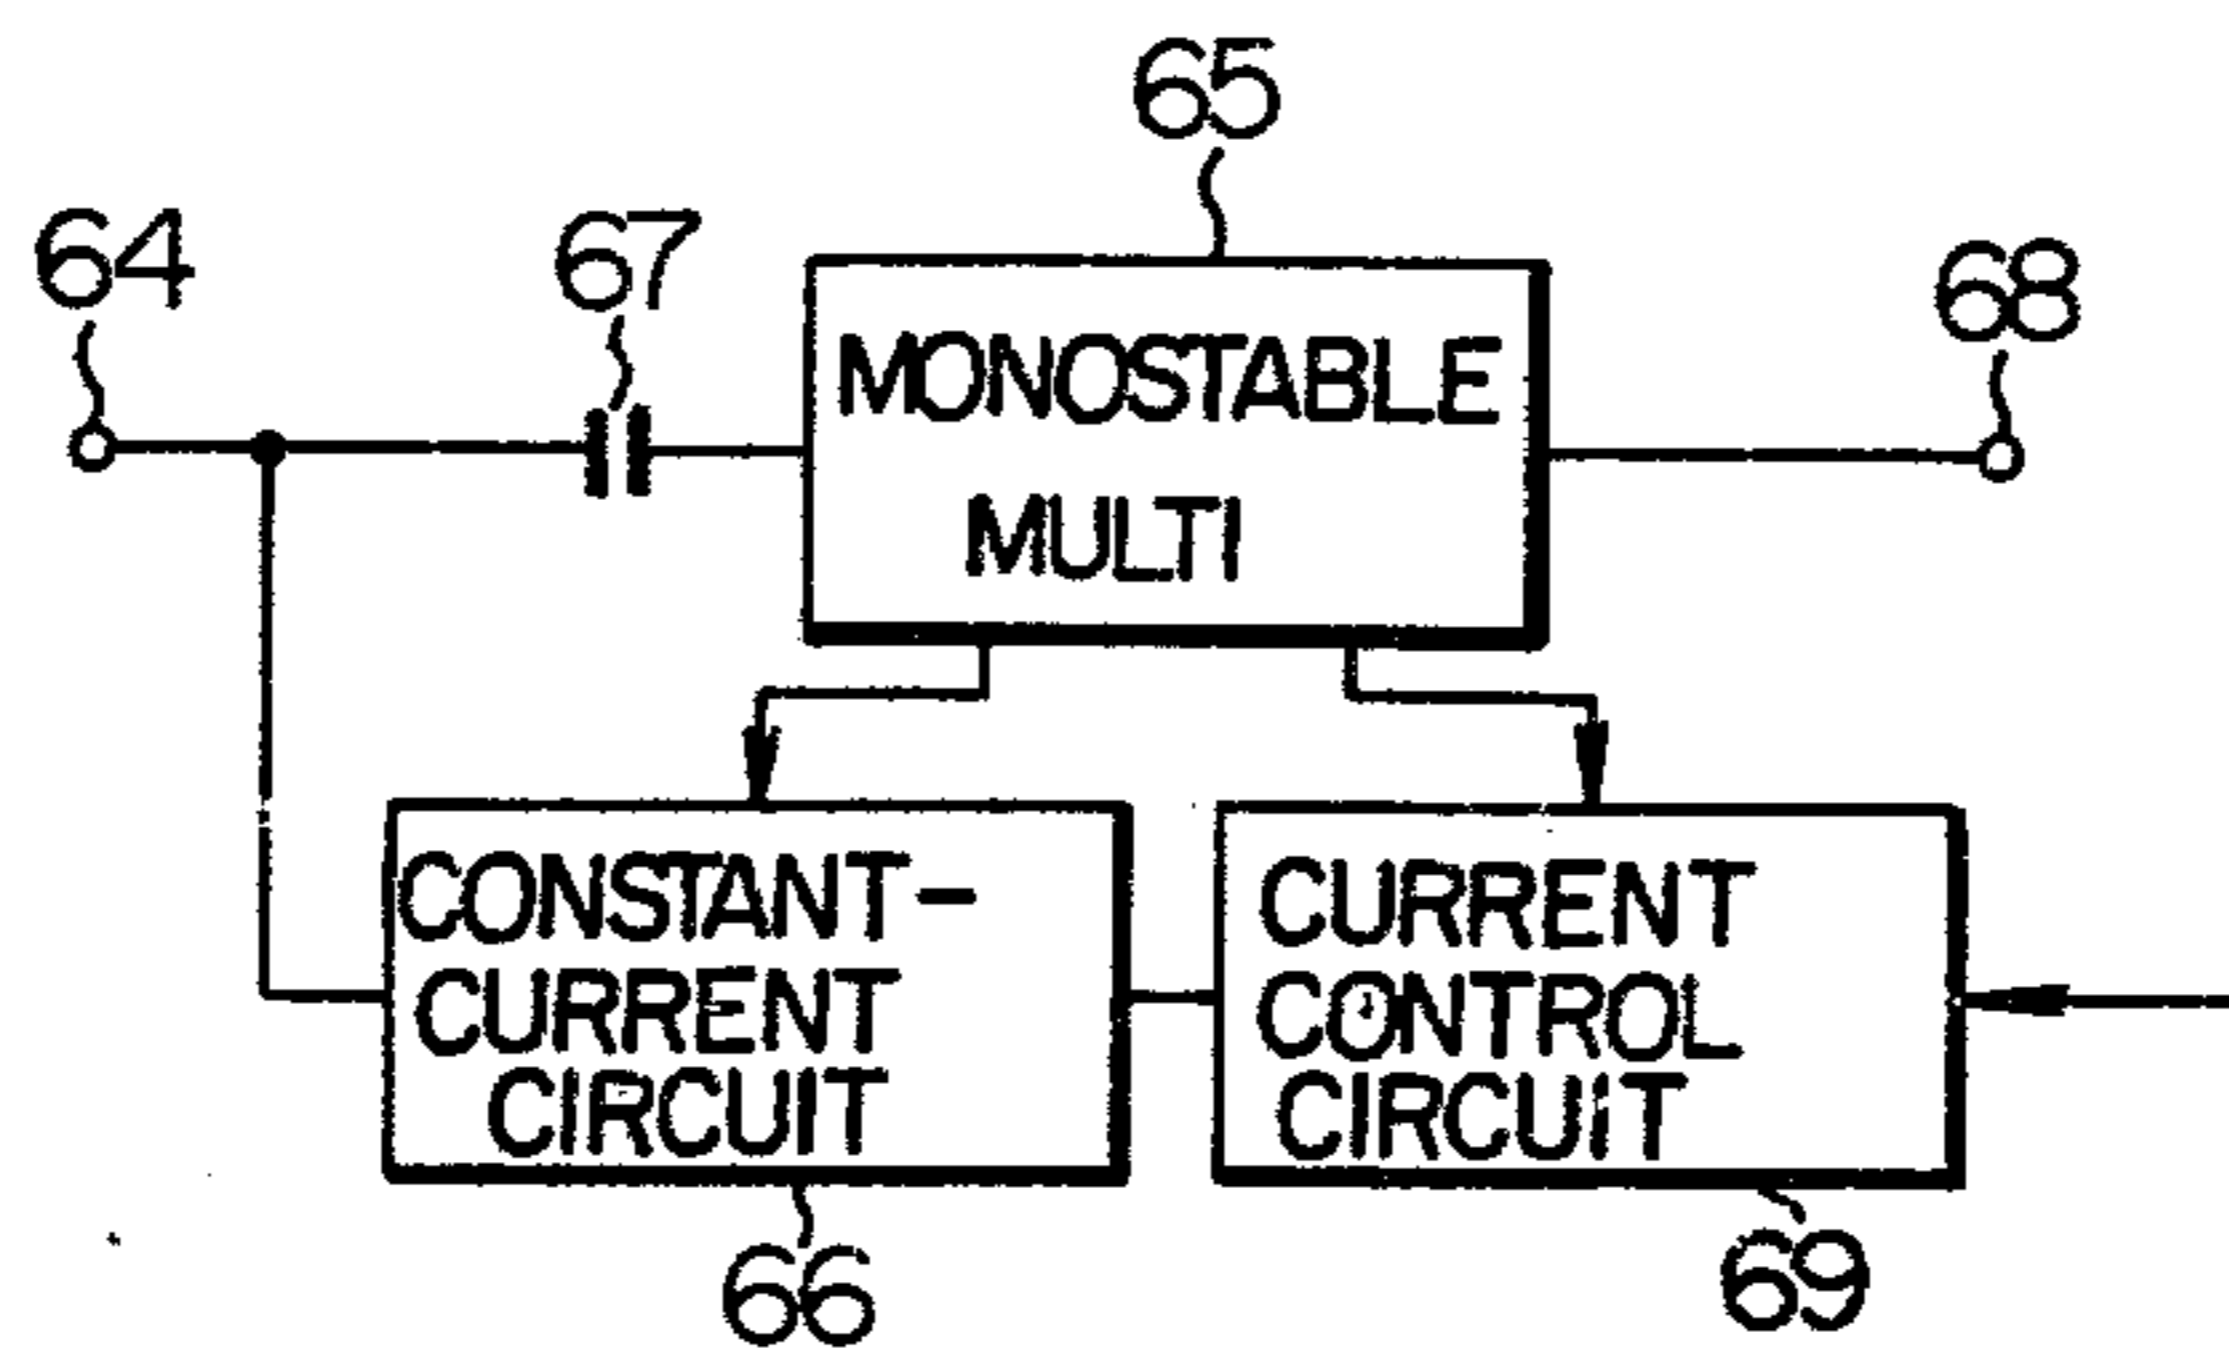 65
64
67
68
MONOSTABLE
MULTI
CONSTANT-
CURRENT
CIRCUIT
CURRENT
CONTROL
CIRCUIT
66
69